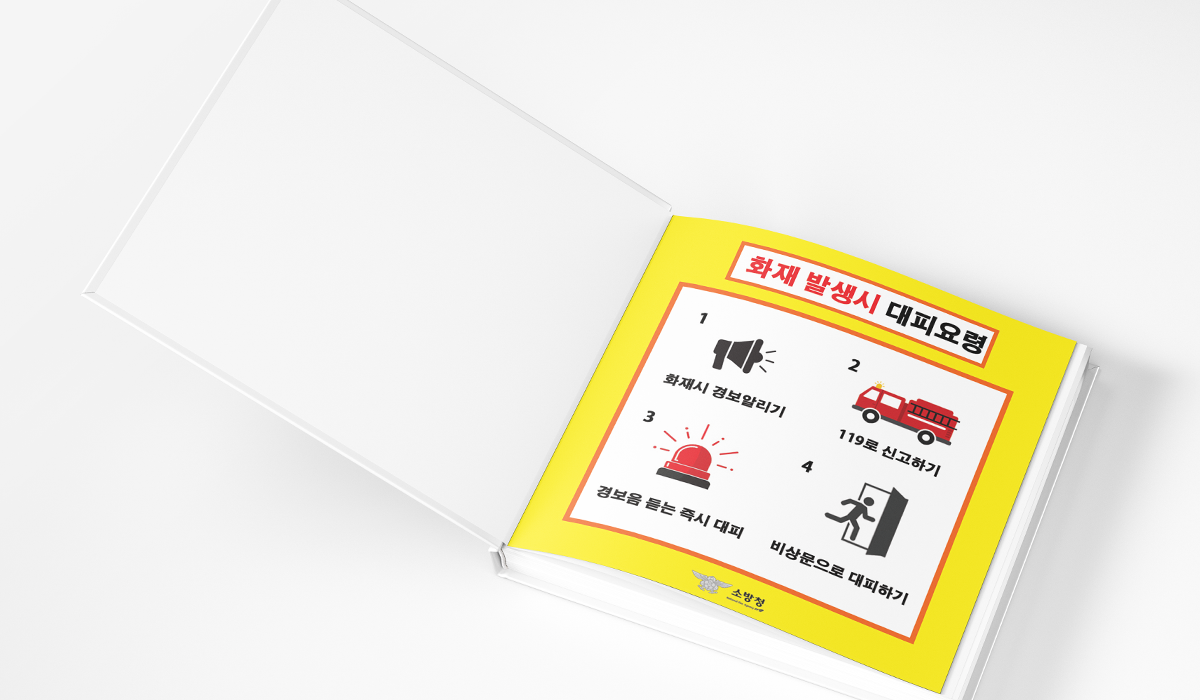 화재 발생시 대피요령
1
화재시 경보알리기
2
119로 신고하기
3
경보음 듣는 즉시 대피
4
비상문으로 대피하기
소방청